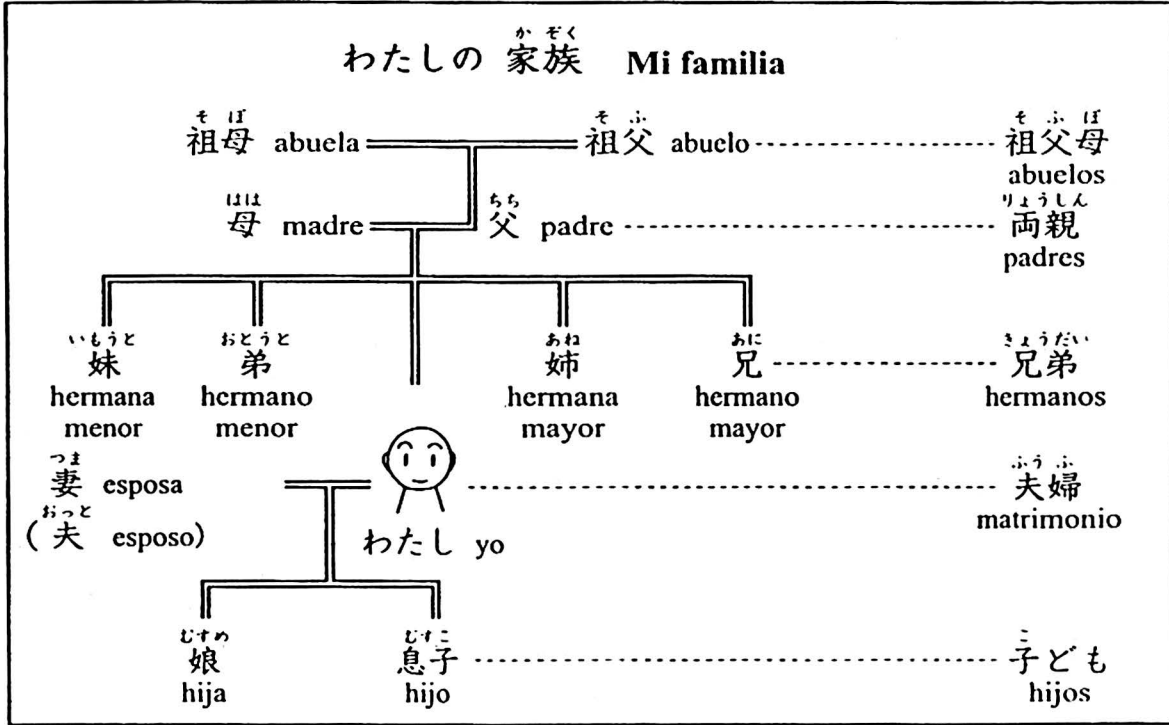 かぞく
わたしの 家族 Mi familia
そぼ そふ そふぼ
祖母 abuela 祖父 abuelo 祖父母
abuelos
はは ちち りょうしん
母 madre 父 padre 両親
padres
いもうと おとうと あね あに きょうだい
妹 弟 姉 兄 兄弟
hermana hermano hermana hermano hermanos
menor menor mayor mayor
つま ふうふ
妻 esposa 夫婦
matrimonio
おっと
(夫 esposo) わたし yo
むすめ むすこ こ
娘 息子 子ども
hija hijo hijos